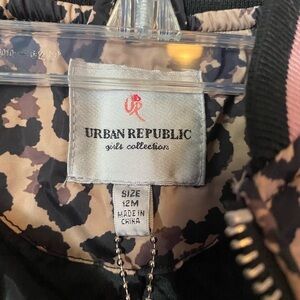 UR
URBAN REPUBLIC
girls collection
SIZE
12M
MADE IN
CHINA